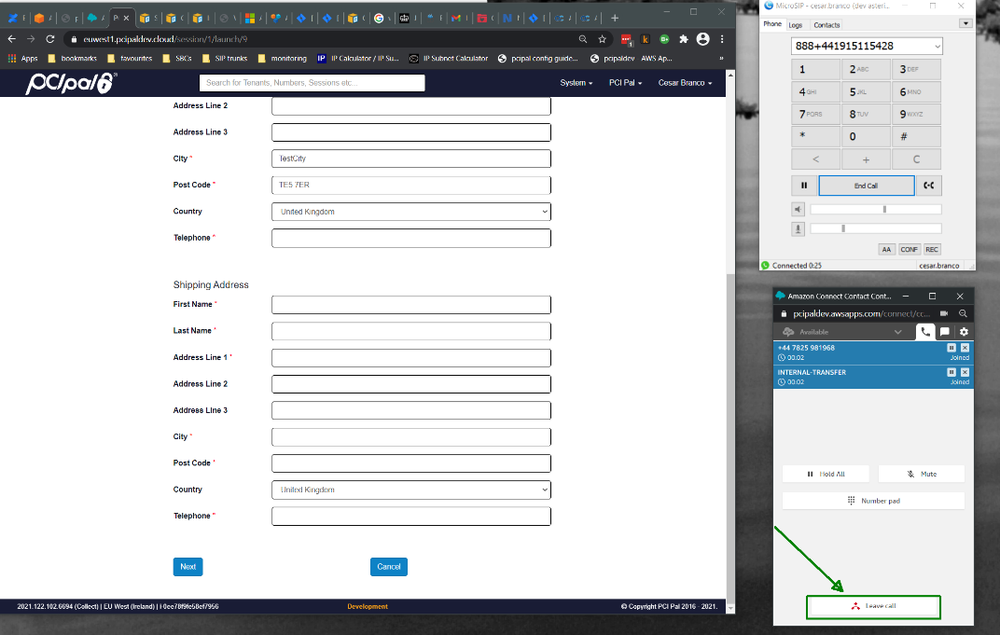 euwest1.pcipaldev.cloud/session/1/launch/9
Apps bookmarks favourites SBCs SIP trunks monitoring IP IP Calculator / IP Su... IP Subnet Calculator pcipal config guide... pcipaldev AWS Ap... »
PCIpal
Search for Tenants, Numbers, Sessions etc...
System PCI Pal Cesar Branco
Address Line 2
Address Line 3
City * TestCity
Post Code * TE5 7ER
Country United Kingdom
Telephone *
Shipping Address
First Name *
Last Name *
Address Line 1 *
Address Line 2
Address Line 3
City *
Post Code *
Country United Kingdom
Telephone *
Next Cancel
2021.122.102.6694 (Collect) | EU West (Ireland) | i-0ee78f9fe58ef7956 Development © Copyright PCI Pal 2016 - 2021.
MicroSIP - cesar.branco (dev asteri...
Phone Logs Contacts
888+441915115428
1 2 ABC 3 DEF
4 GHI 5 JKL 6 MNO
7 PQRS 8 TUV 9 WXYZ
* 0 #
< + C
End Call
AA CONF REC
Connected 0:25 cesar.branco
Amazon Connect Contact Cont...
pcipaldev.awsapps.com/connect/cc...
Available
+44 7825 981968
00:02 Joined
INTERNAL-TRANSFER
00:02 Joined
Hold All Mute
Number pad
Leave call